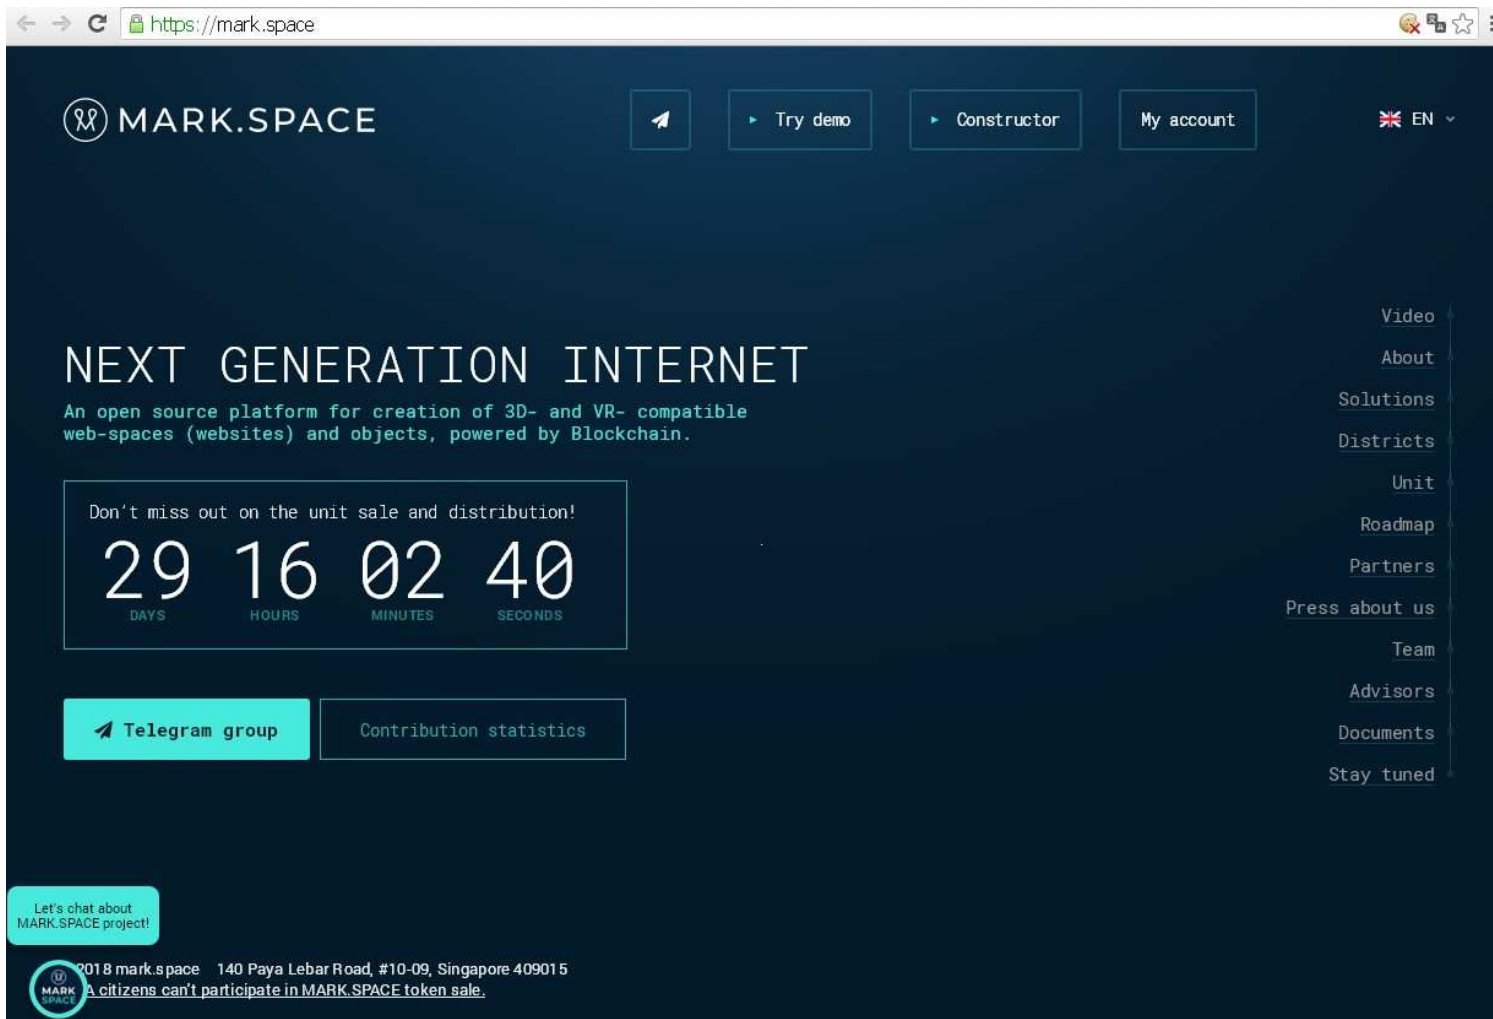 https://mark.space
MARK.SPACE
Try demo
Constructor
My account
EN
Video
About
Solutions
Districts
Unit
Roadmap
Partners
Press about us
Team
Advisors
Documents
Stay tuned
NEXT GENERATION INTERNET
An open source platform for creation of 3D- and VR- compatible
web-spaces (websites) and objects, powered by Blockchain.
Don't miss out on the unit sale and distribution!
29 16 02 40
DAYS HOURS MINUTES SECONDS
Telegram group
Contribution statistics
Let's chat about
MARK.SPACE project!
2018 mark.space 140 Paya Lebar Road, #10-09, Singapore 409015
A citizens can't participate in MARK.SPACE token sale.
MARK
SPACE